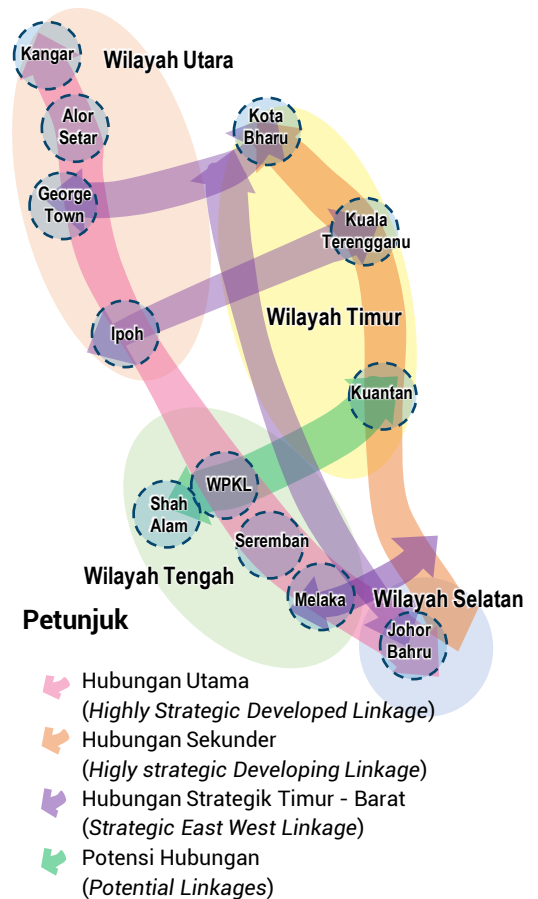 Kangar
Wilayah Utara
Alor
Setar
Kota
Bharu
George
Town
Kuala
Terengganu
Ipoh
Wilayah Timur
Kuantan
WPKL
Shah
Alam
Seremban
Wilayah Tengah
Melaka
Wilayah Selatan
Johor
Bahru
Petunjuk
Hubungan Utama
(Highly Strategic Developed Linkage)
Hubungan Sekunder
(Higly strategic Developing Linkage)
Hubungan Strategik Timur - Barat
(Strategic East West Linkage)
Potensi Hubungan
(Potential Linkages)